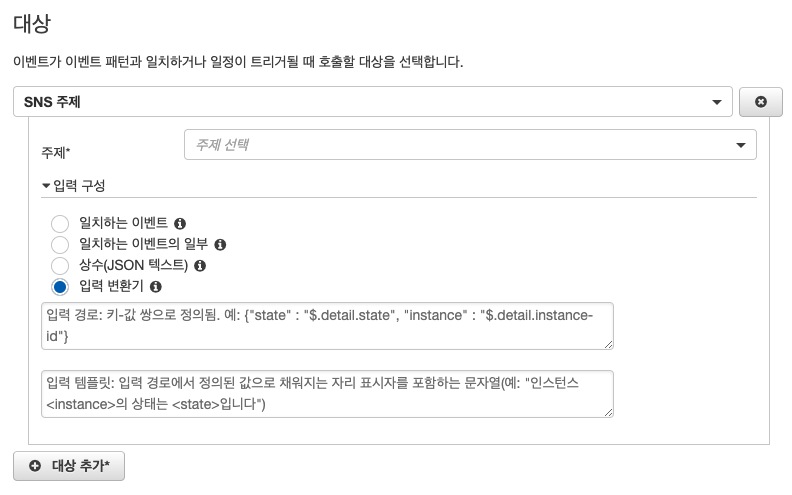 대상
이벤트가 이벤트 패턴과 일치하거나 일정이 트리거될 때 호출할 대상을 선택합니다.
SNS 주제
주제*
주제 선택
입력 구성
일치하는 이벤트
일치하는 이벤트의 일부
상수(JSON 텍스트)
입력 변환기
입력 경로: 키-값 쌍으로 정의됨. 예: {"state" : "$.detail.state", "instance" : "$.detail.instance-
id"}
입력 템플릿: 입력 경로에서 정의된 값으로 채워지는 자리 표시자를 포함하는 문자열(예: "인스턴스
<instance>의 상태는 <state>입니다")
대상 추가*